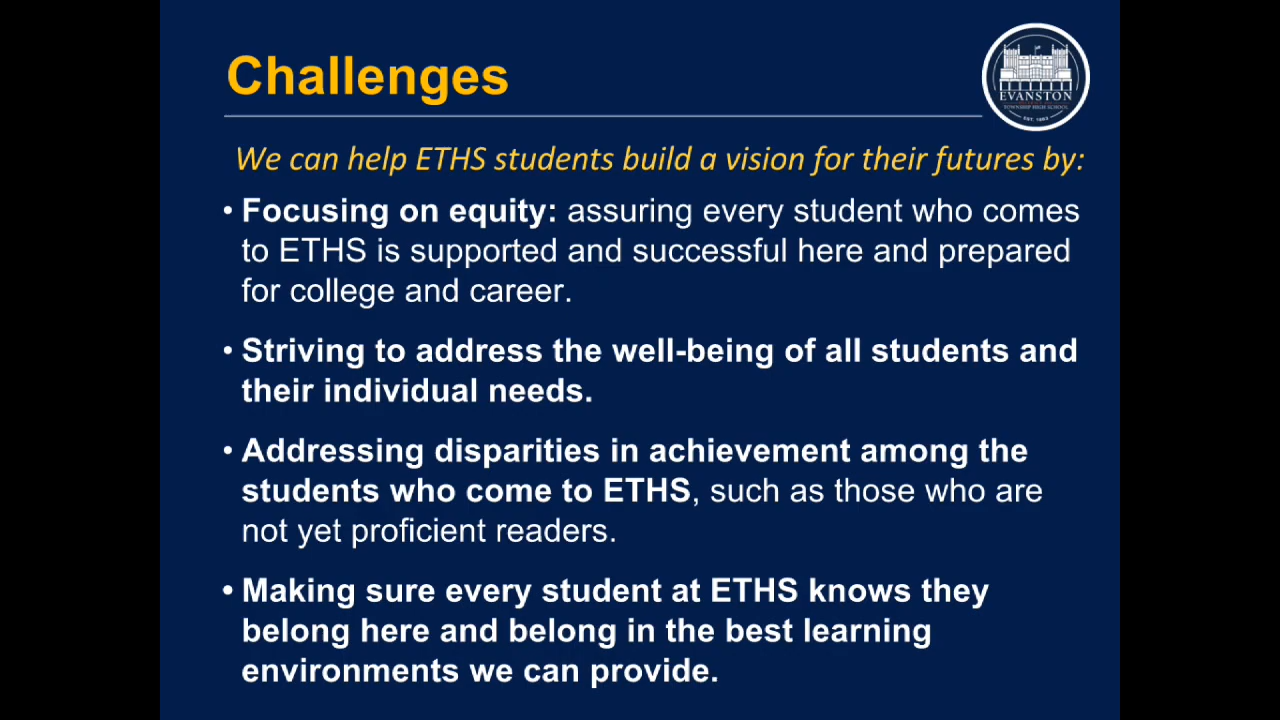 Challenges
EVANSTON
TOWNSHIP HIGH SCHOOL
EST. 1883
We can help ETHS students build a vision for their futures by:
• Focusing on equity: assuring every student who comes
to ETHS is supported and successful here and prepared
for college and career.
• Striving to address the well-being of all students and
their individual needs.
• Addressing disparities in achievement among the
students who come to ETHS, such as those who are
not yet proficient readers.
• Making sure every student at ETHS knows they
belong here and belong in the best learning
environments we can provide.